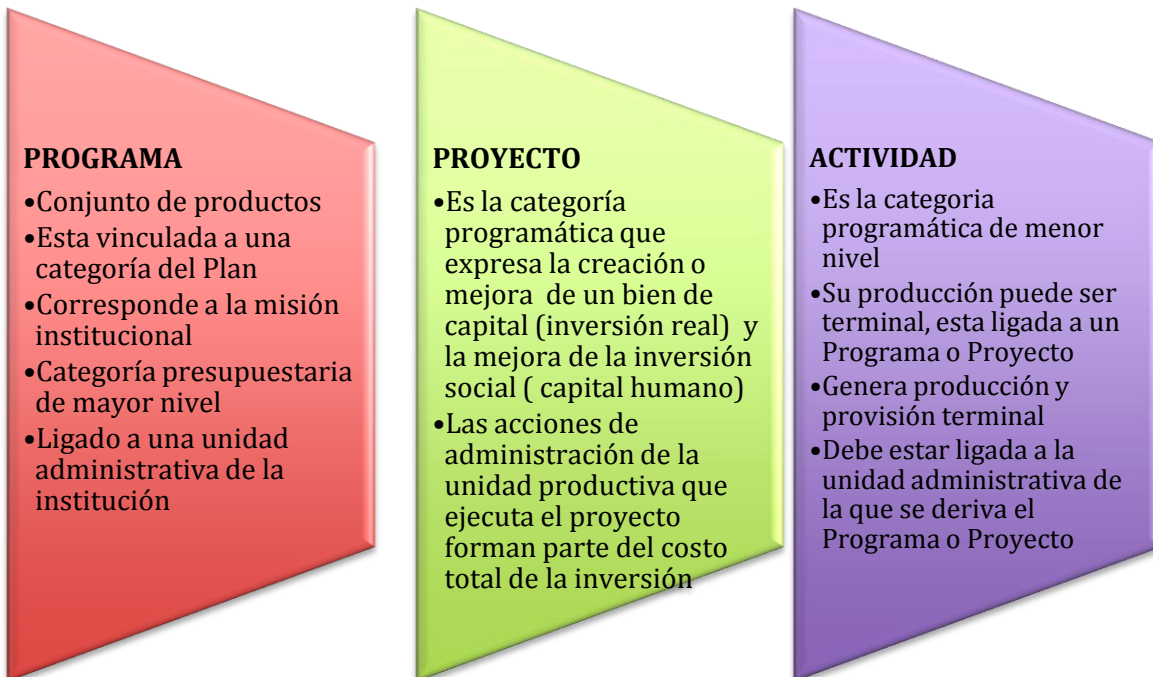 PROGRAMA
•Conjunto de productos
•Esta vinculada a una
categoría del Plan
•Corresponde a la misión
institucional
•Categoría presupuestaria
de mayor nivel
•Ligado a una unidad
administrativa de la
institución
PROYECTO
•Es la categoría
programática que
expresa la creación o
mejora de un bien de
capital (inversión real) y
la mejora de la inversión
social ( capital humano)
•Las acciones de
administración de la
unidad productiva que
ejecuta el proyecto
forman parte del costo
total de la inversión
ACTIVIDAD
•Es la categoria
programática de menor
nivel
•Su producción puede ser
terminal, esta ligada a un
Programa o Proyecto
•Genera producción y
provisión terminal
•Debe estar ligada a la
unidad administrativa de
la que se deriva el
Programa o Proyecto